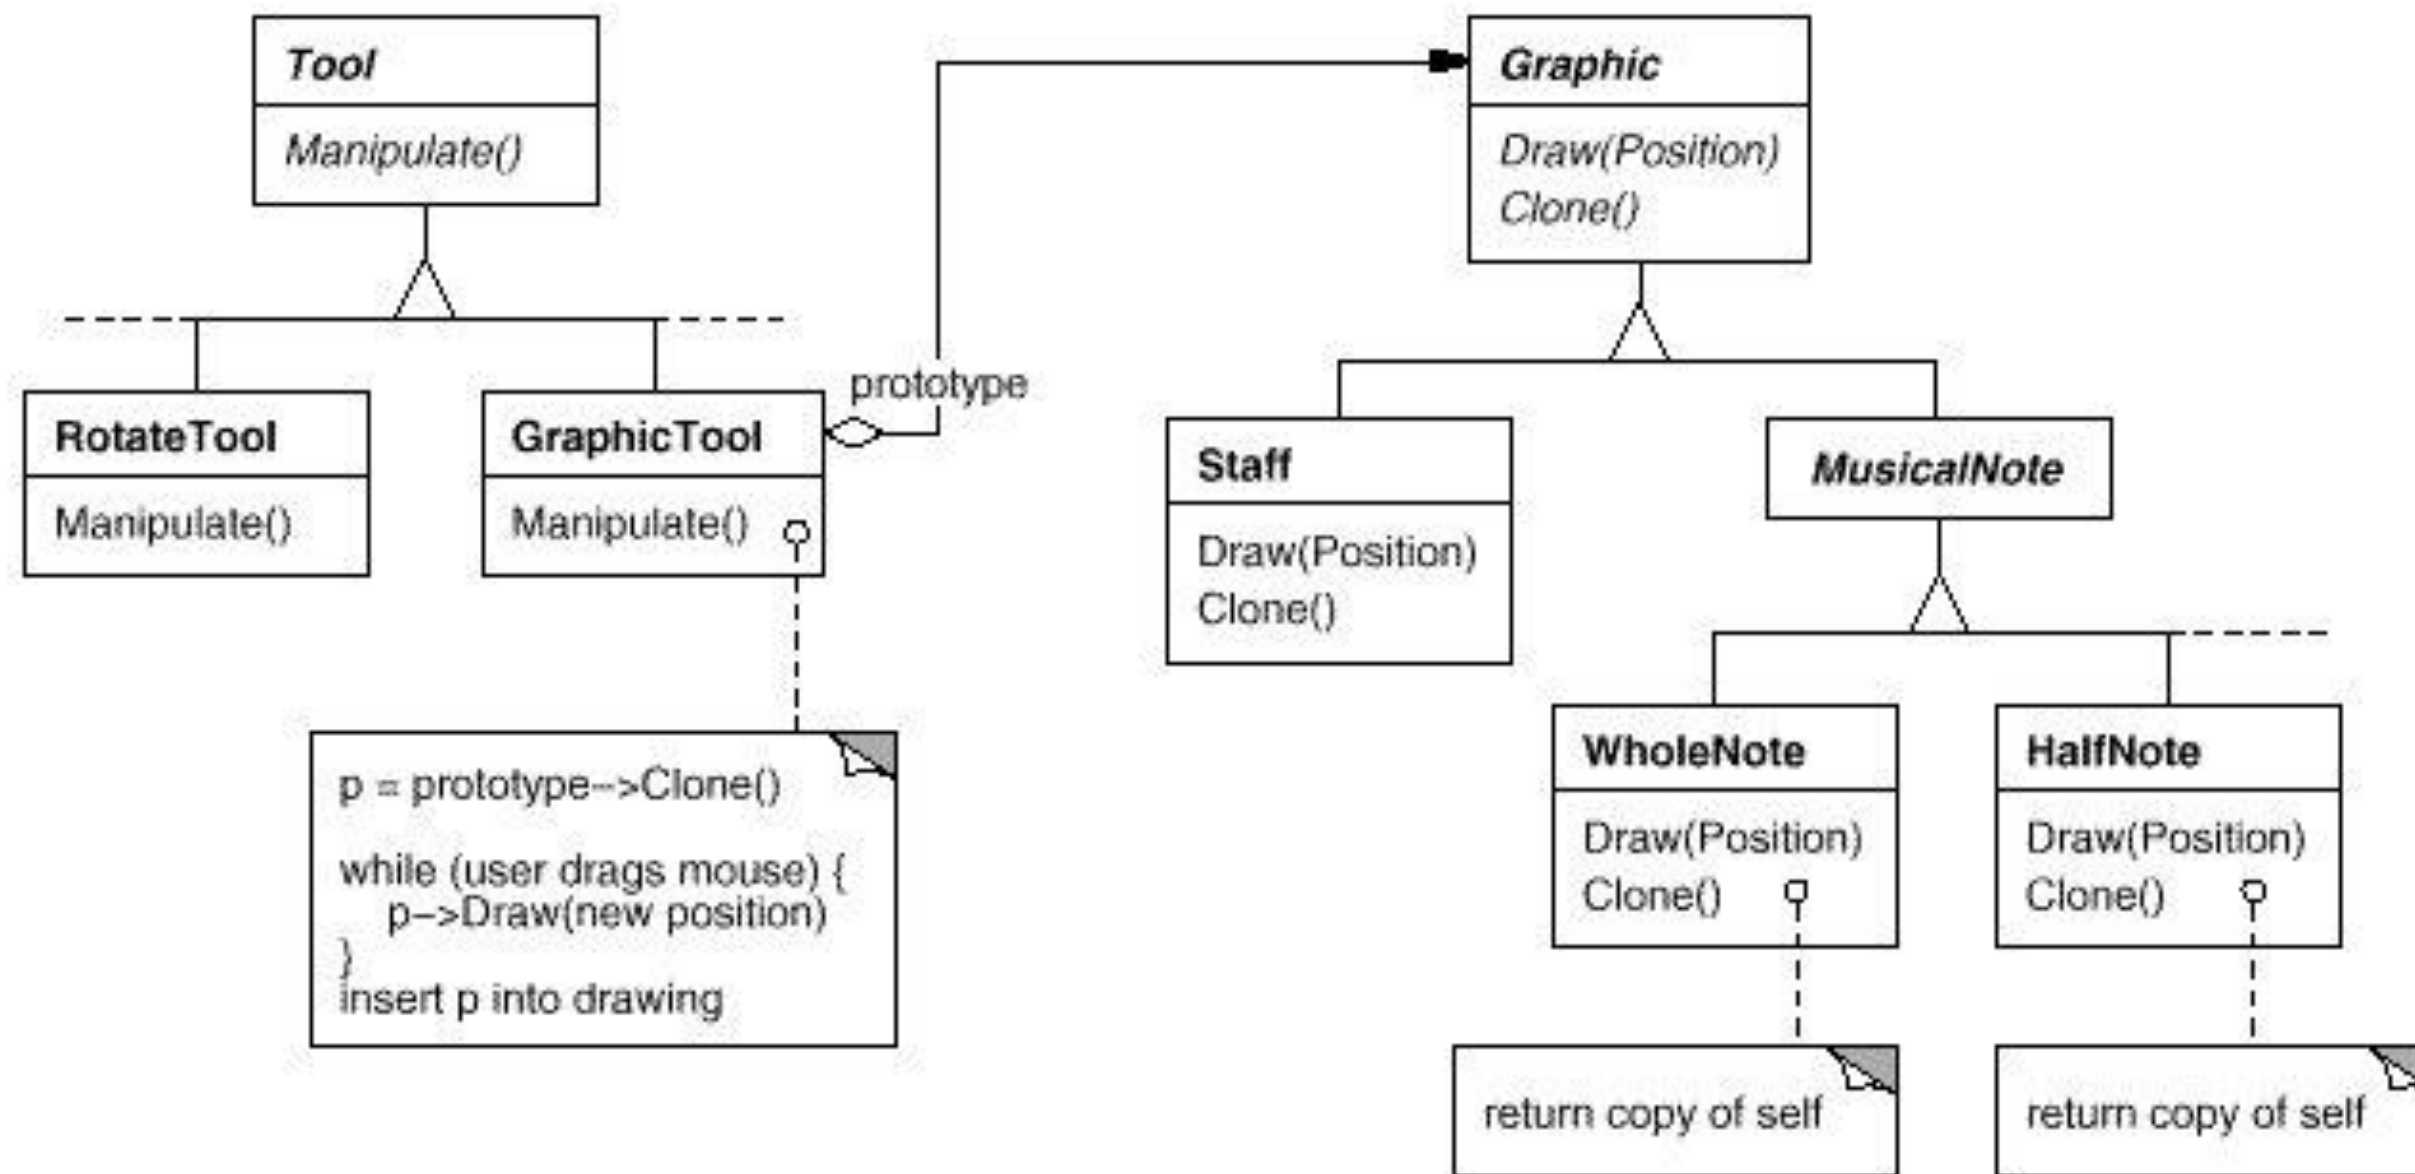 Tool
Manipulate()
Graphic
Draw(Position)
Clone()
prototype
RotateTool
Manipulate()
GraphicTool
Manipulate()
Staff
Draw(Position)
Clone()
MusicalNote
p = prototype–>Clone()
while (user drags mouse) {
p–>Draw(new position)
}
insert p into drawing
WholeNote
Draw(Position)
Clone()
HalfNote
Draw(Position)
Clone()
return copy of self
return copy of self